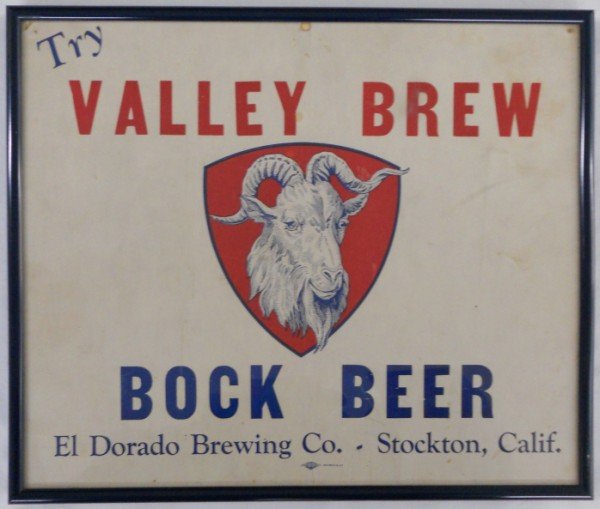 Try
VALLEY BREW
BOCK BEER
El Dorado Brewing Co. - Stockton, Calif.